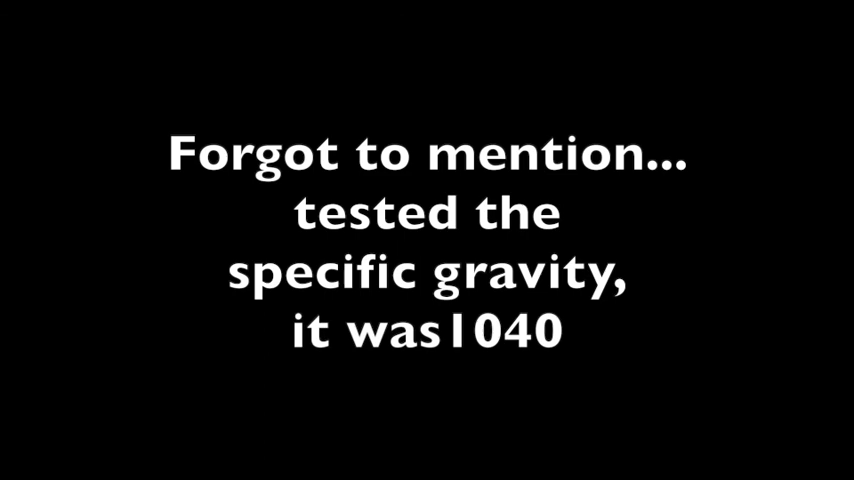 Forgot to mention...
tested the
specific gravity,
it was1040